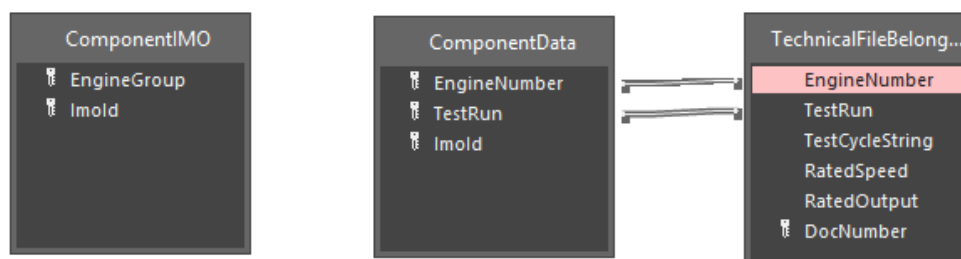 ComponentIMO
EngineGroup
ImoId
ComponentData
EngineNumber
TestRun
ImoId
TechnicalFileBelong...
EngineNumber
TestRun
TestCycleString
RatedSpeed
RatedOutput
DocNumber